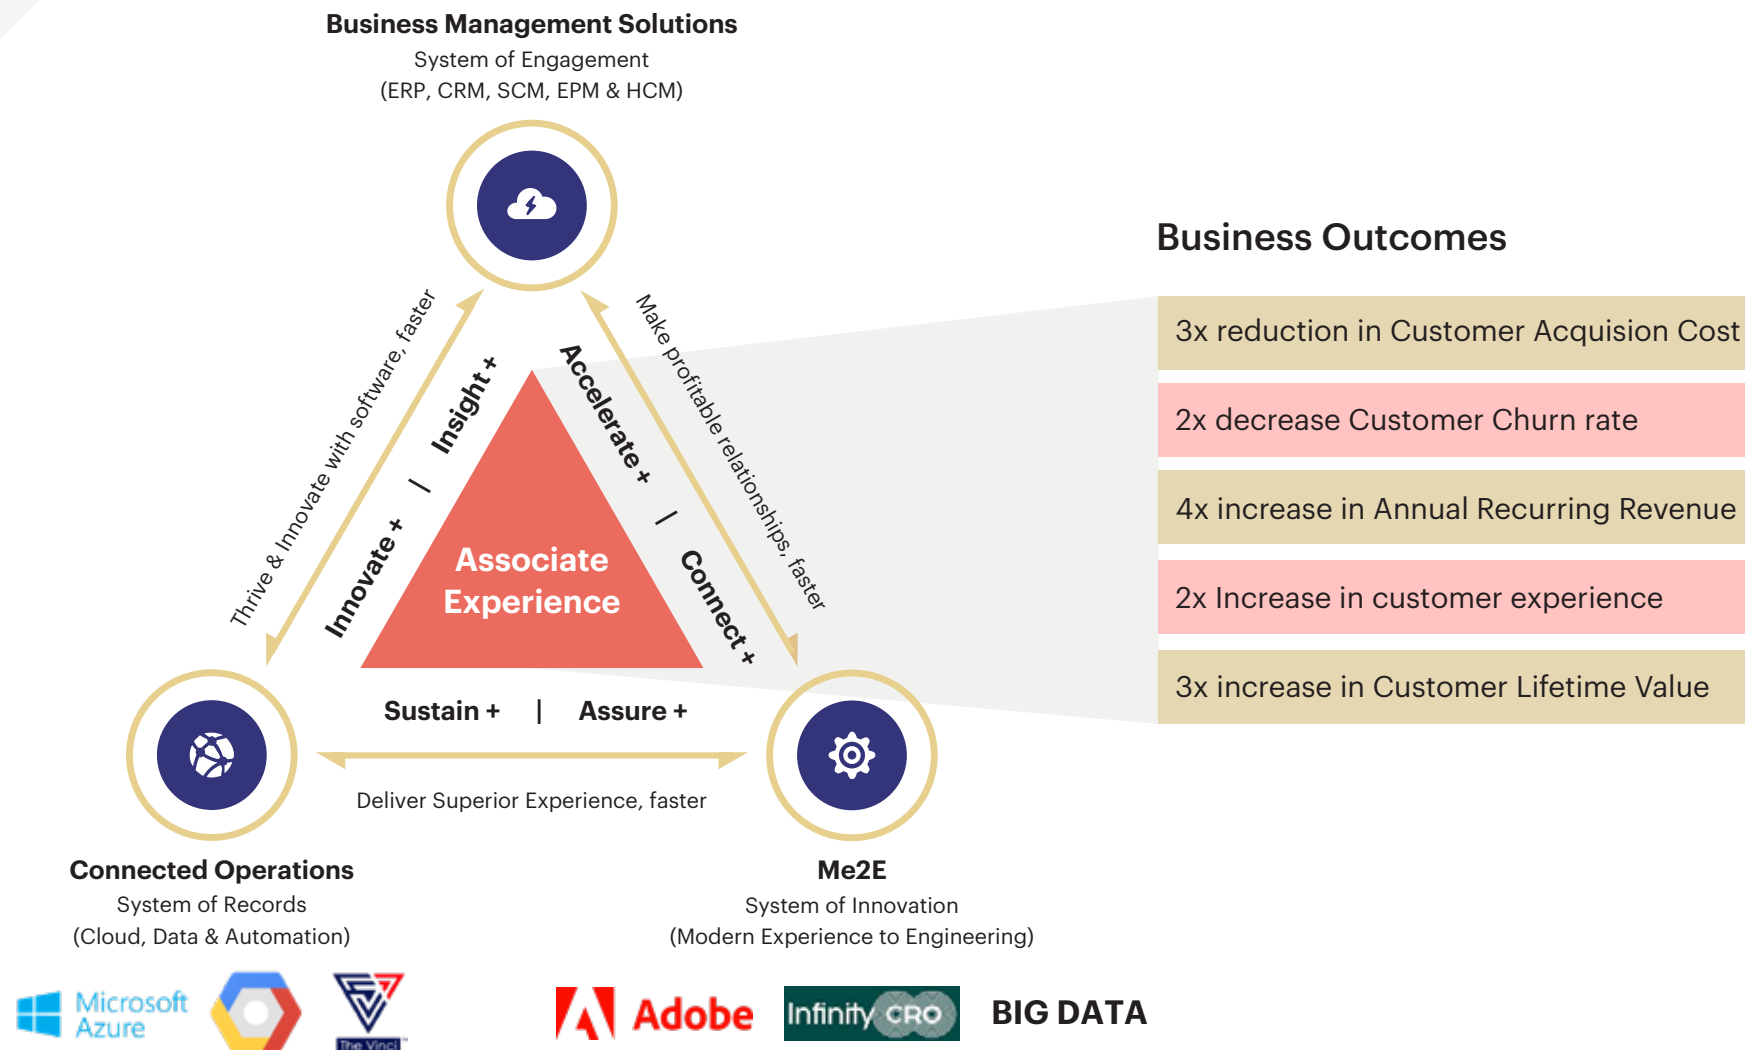 Business Management Solutions
System of Engagement
(ERP, CRM, SCM, EPM & HCM)
Thrive & Innovate with software, faster
Innovate + | Insight +
Accelerate + | Connect +
Make profitable relationships, faster
Associate
Experience
Sustain + | Assure +
Deliver Superior Experience, faster
Connected Operations
System of Records
(Cloud, Data & Automation)
Me2E
System of Innovation
(Modern Experience to Engineering)
Microsoft
Azure
The Vinci
Adobe
Infinity CRO
BIG DATA
Business Outcomes
3x reduction in Customer Acquision Cost
2x decrease Customer Churn rate
4x increase in Annual Recurring Revenue
2x Increase in customer experience
3x increase in Customer Lifetime Value